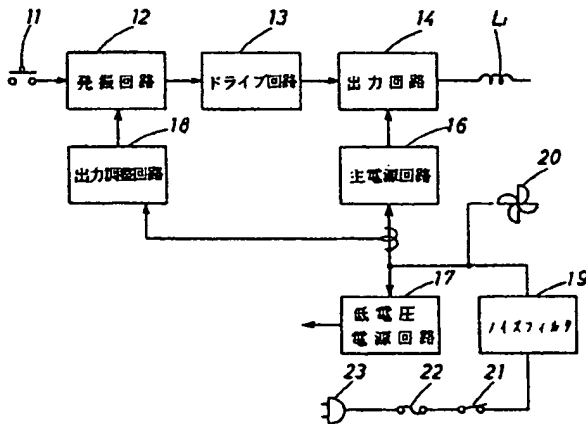 11
12
13
14
L1
発振回路
ドライブ回路
出力回路
18
16
20
出力調整回路
主電源回路
17
19
低電圧
電源回路
ノイズフィルタ
23
22
21